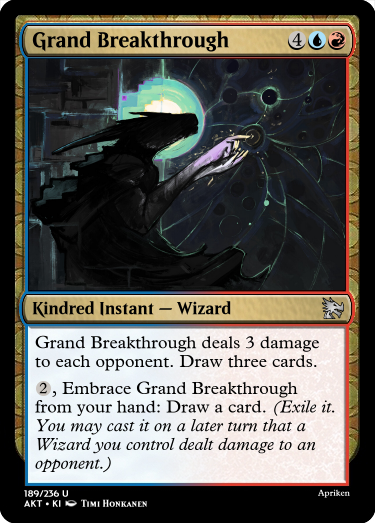 Grand Breakthrough 4
Kindred Instant — Wizard
Grand Breakthrough deals 3 damage
to each opponent. Draw three cards.
2, Embrace Grand Breakthrough
from your hand: Draw a card. (Exile it.
You may cast it on a later turn that a
Wizard you control dealt damage to an
opponent.)
189/236 U
Apriken
AKT • KI Timi Honkanen